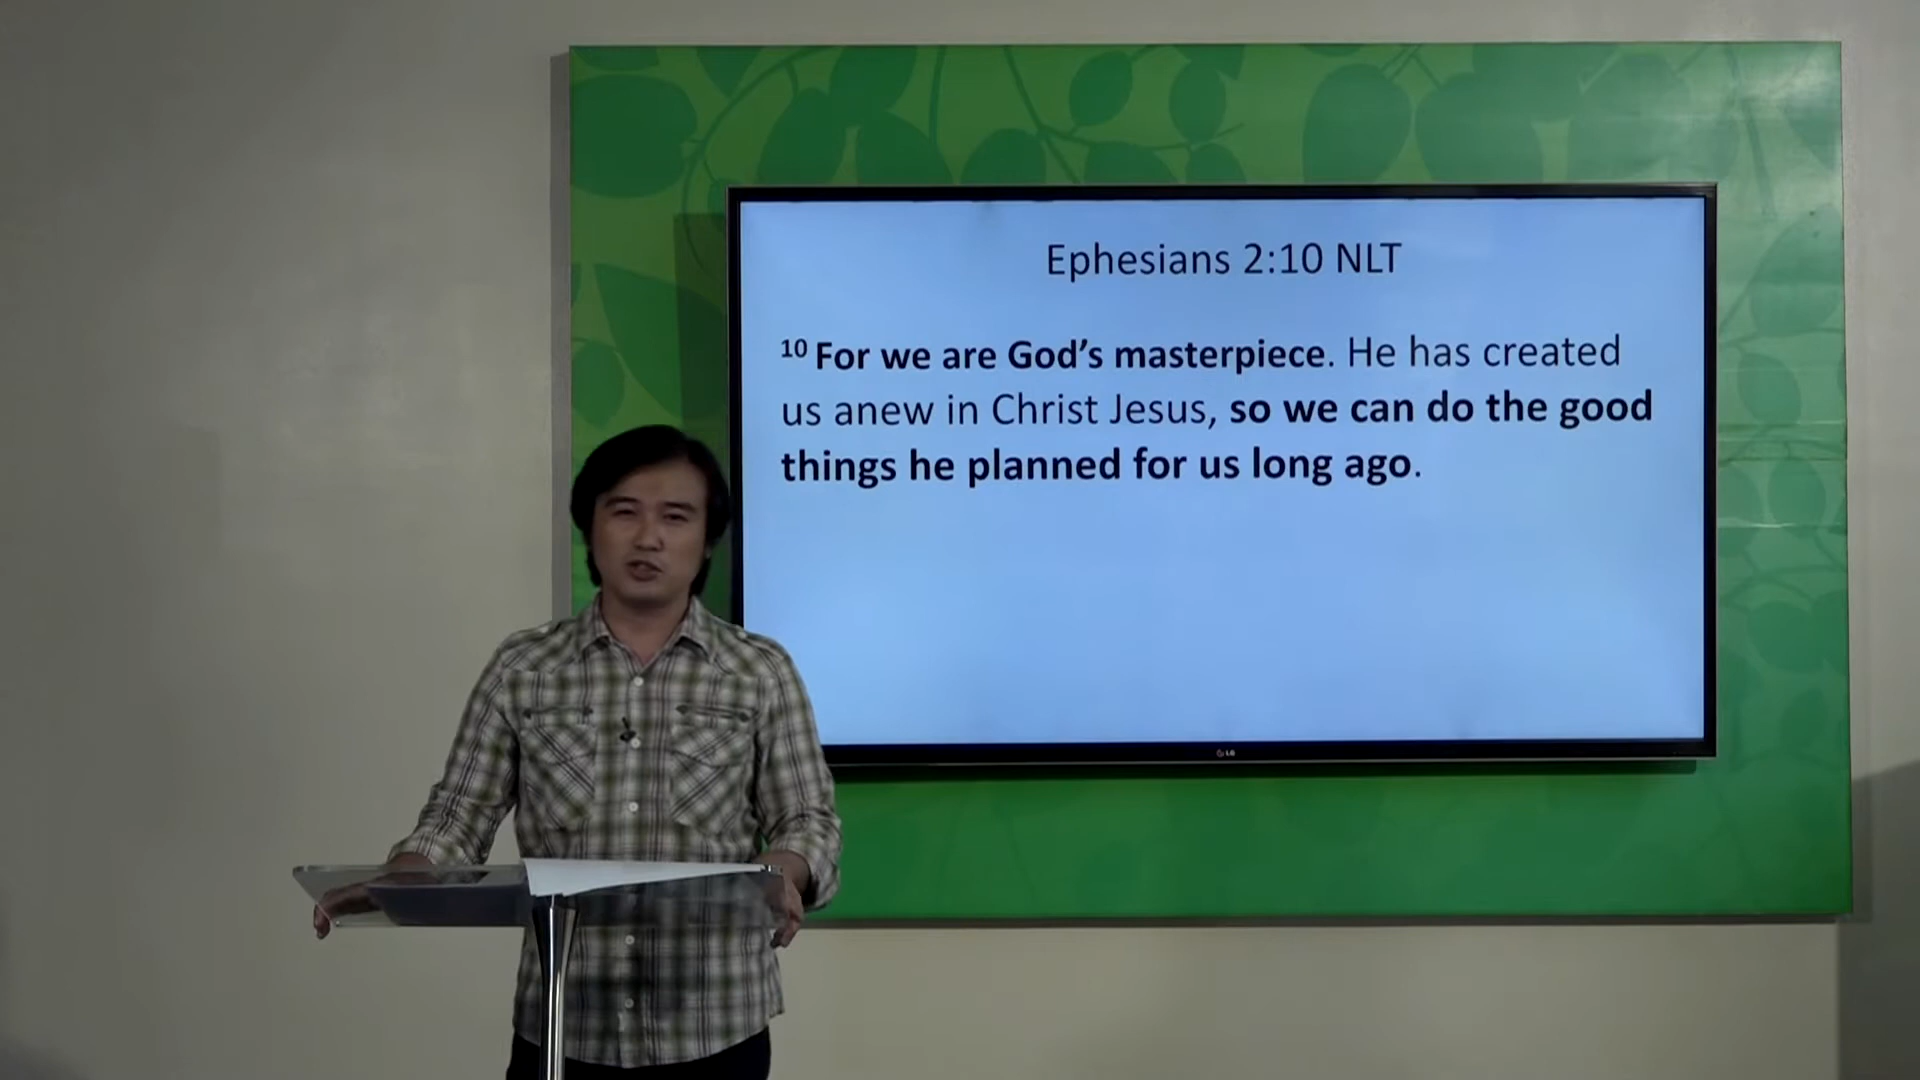 Ephesians 2:10 NLT
10 For we are God’s masterpiece. He has created
us anew in Christ Jesus, so we can do the good
things he planned for us long ago.
LG